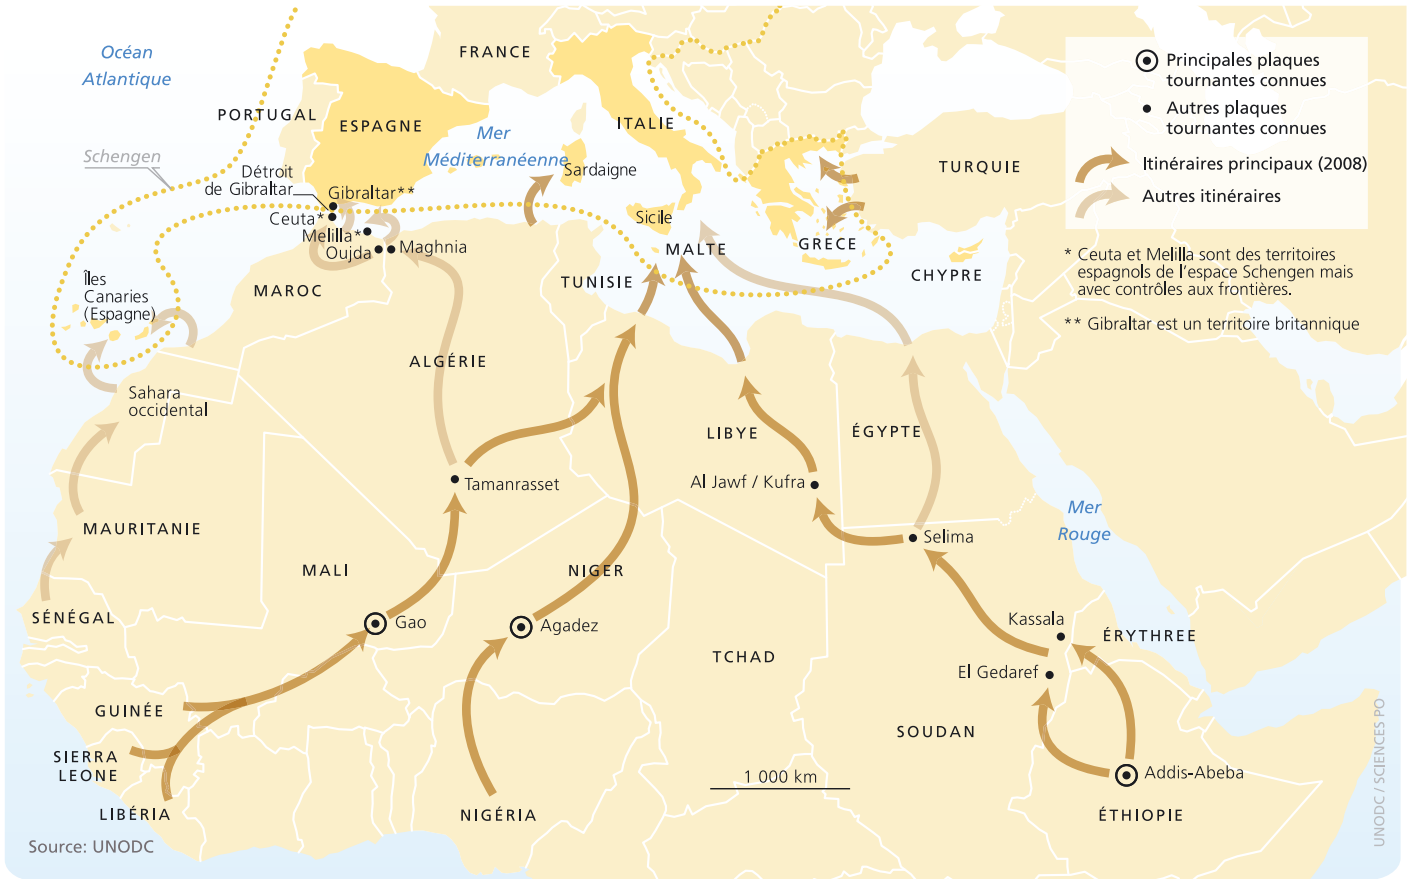 Océan
Atlantique
FRANCE
PORTUGAL
ESPAGNE
ITALIE
Mer
Méditerranéenne
Sardaigne
Schengen
Détroit
de Gibraltar
Gibraltar**
Ceuta*
Melilla*
Oujda
Maghnia
Sicile
MALTE
GRECE
TURQUIE
CHYPRE
TUNISIE
MAROC
Îles
Canaries
(Espagne)
ALGÉRIE
Sahara
occidental
LIBYE
ÉGYPTE
Al Jawf / Kufra
Tamanrasset
Mer
Rouge
MAURITANIE
Selima
MALI
NIGER
SÉNÉGAL
Gao
Agadez
Kassala
ÉRYTHREE
TCHAD
El Gedaref
GUINÉE
SOUDAN
SIERRA
LEONE
1 000 km
Addis-Abeba
LIBÉRIA
NIGÉRIA
ÉTHIOPIE
Source: UNODC
Principales plaques
tournantes connues
Autres plaques
tournantes connues
Itinéraires principaux (2008)
Autres itinéraires
* Ceuta et Melilla sont des territoires
espagnols de l'espace Schengen mais
avec contrôles aux frontières.
** Gibraltar est un territoire britannique
UNODC / SCIENCES PO